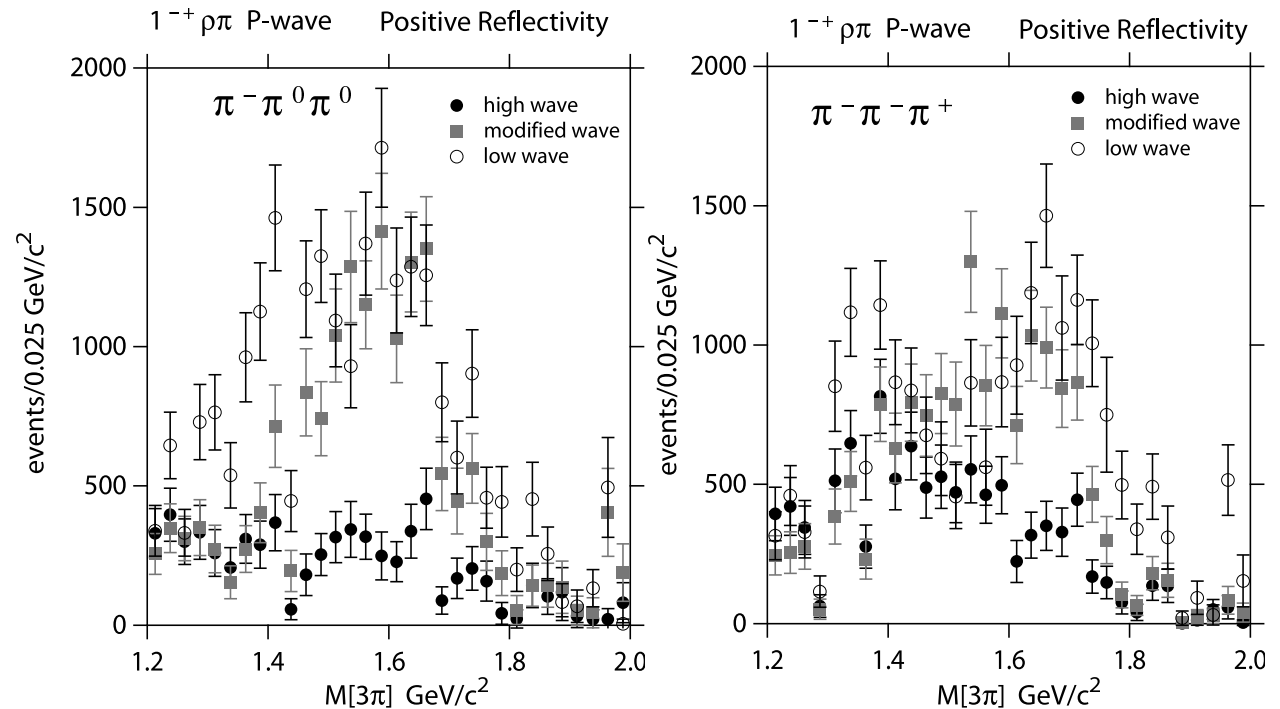 1⁻⁺ ρπ P-wave Positive Reflectivity
2000
1500
1000
500
0
events/0.025 GeV/c²
π⁻π⁰π⁰
high wave
modified wave
low wave
1.2 1.4 1.6 1.8 2.0
M[3π] GeV/c²
1⁻⁺ ρπ P-wave Positive Reflectivity
2000
1500
1000
500
0
events/0.025 GeV/c²
π⁻π⁻π⁺
high wave
modified wave
low wave
1.2 1.4 1.6 1.8 2.0
M[3π] GeV/c²